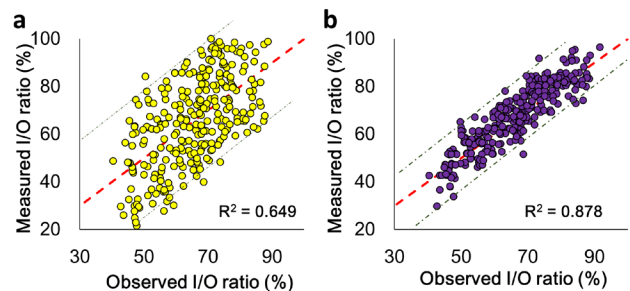 a
Measured I/O ratio (%)
100
80
60
40
20
R² = 0.649
30 50 70 90
Observed I/O ratio (%)
b
Measured I/O ratio (%)
100
80
60
40
20
R² = 0.878
30 50 70 90
Observed I/O ratio (%)